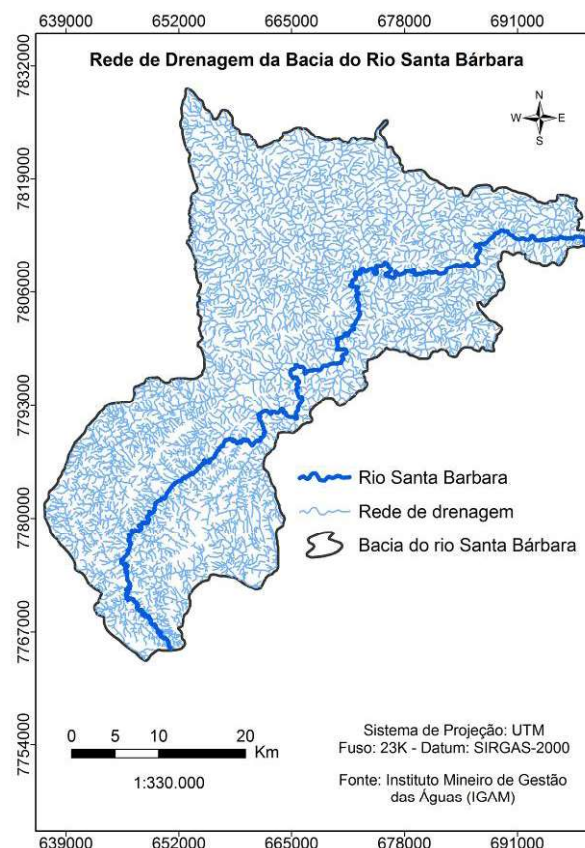 639000 652000 665000 678000 691000
Rede de Drenagem da Bacia do Rio Santa Bárbara
N
W E
S
7832000
7819000
7806000
7793000
7780000
7767000
7754000
Rio Santa Barbara
Rede de drenagem
Bacia do rio Santa Bárbara
0 5 10 20
Km
1:330.000
Sistema de Projeção: UTM
Fuso: 23K - Datum: SIRGAS-2000
Fonte: Instituto Mineiro de Gestão
das Águas (IGAM)
639000 652000 665000 678000 691000